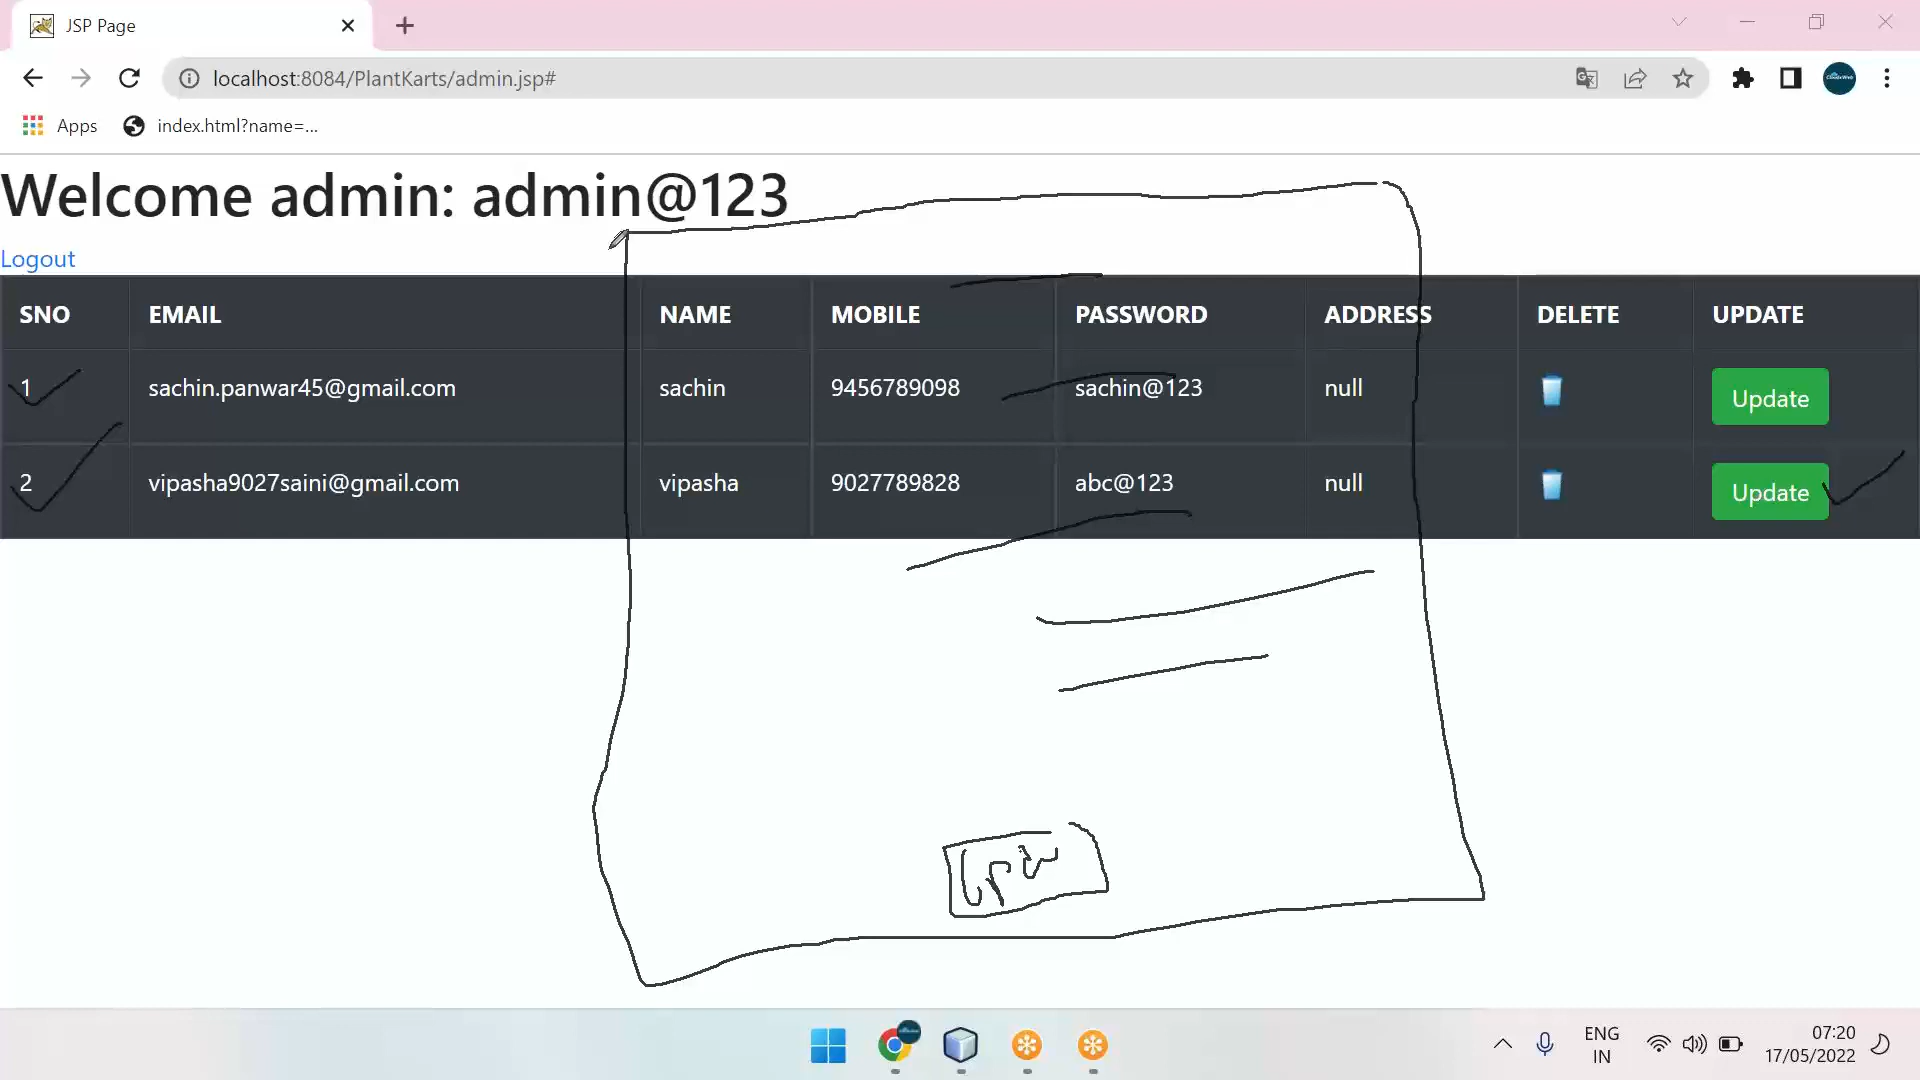 JSP Page
localhost:8084/PlantKarts/admin.jsp#
Apps index.html?name=...
Welcome admin: admin@123
Logout
SNO EMAIL NAME MOBILE PASSWORD ADDRESS DELETE UPDATE
1 sachin.panwar45@gmail.com sachin 9456789098 sachin@123 null Update
2 vipasha9027saini@gmail.com vipasha 9027789828 abc@123 null Update
ENG 07:20
IN 17/05/2022